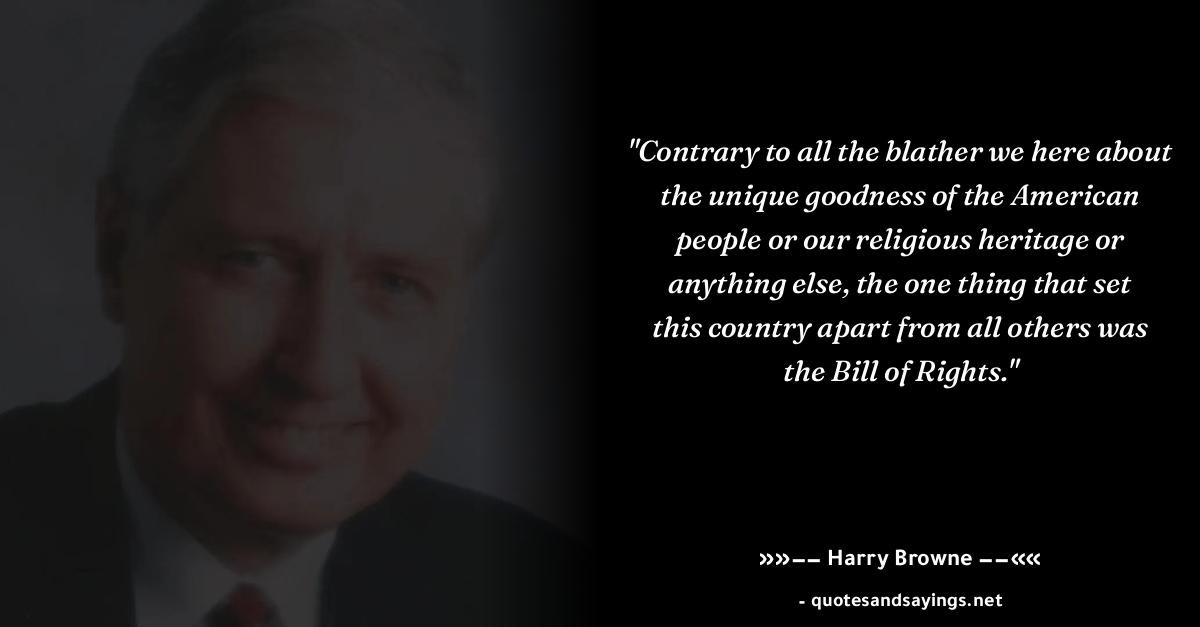 "Contrary to all the blather we here about
the unique goodness of the American
people or our religious heritage or
anything else, the one thing that set
this country apart from all others was
the Bill of Rights."
»»−− Harry Browne −−««
- quotesandsayings.net